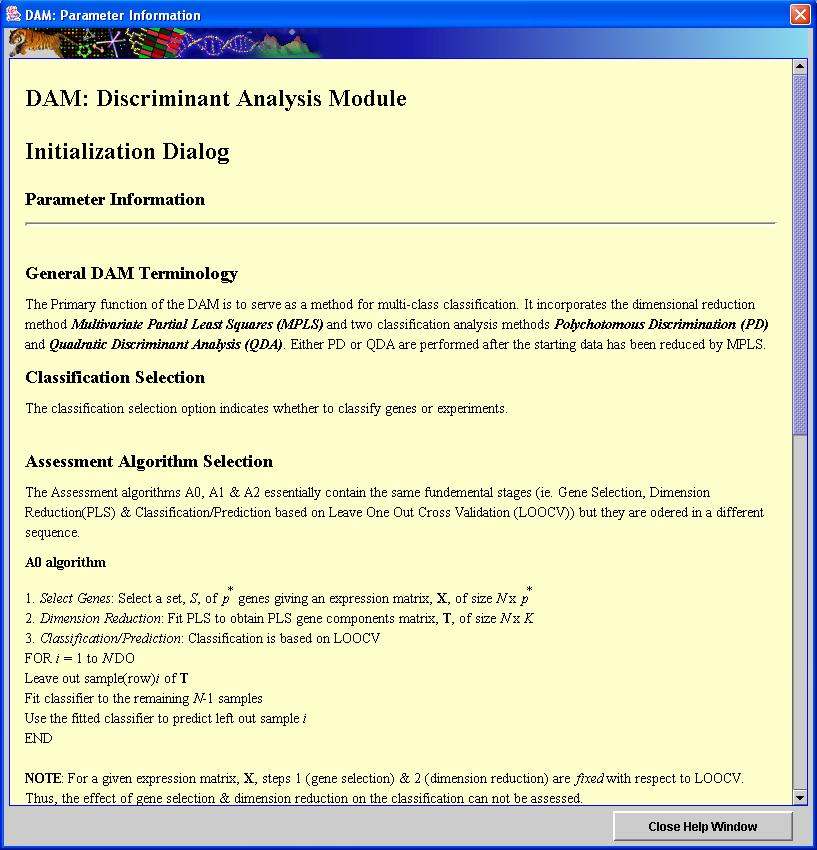 DAM: Parameter Information
DAM: Discriminant Analysis Module
Initialization Dialog
Parameter Information
General DAM Terminology
The Primary function of the DAM is to serve as a method for multi-class classification. It incorporates the dimensional reduction
method Multivariate Partial Least Squares (MPLS) and two classification analysis methods Polychotomous Discrimination (PD)
and Quadratic Discriminant Analysis (QDA). Either PD or QDA are performed after the starting data has been reduced by MPLS.
Classification Selection
The classification selection option indicates whether to classify genes or experiments.
Assessment Algorithm Selection
The Assessment algorithms A0, A1 & A2 essentially contain the same fundemental stages (ie. Gene Selection, Dimension
Reduction(PLS) & Classification/Prediction based on Leave One Out Cross Validation (LOOCV)) but they are odered in a different
sequence.
A0 algorithm
1. Select Genes: Select a set, S, of p* genes giving an expression matrix, X, of size N x p*
2. Dimension Reduction: Fit PLS to obtain PLS gene components matrix, T, of size N x K
3. Classification/Prediction: Classification is based on LOOCV
FOR i = 1 to N DO
Leave out sample(row) i of T
Fit classifier to the remaining N-1 samples
Use the fitted classifier to predict left out sample i
END
NOTE: For a given expression matrix, X, steps 1 (gene selection) & 2 (dimension reduction) are fixed with respect to LOOCV.
Thus, the effect of gene selection & dimension reduction on the classification can not be assessed.
Close Help Window